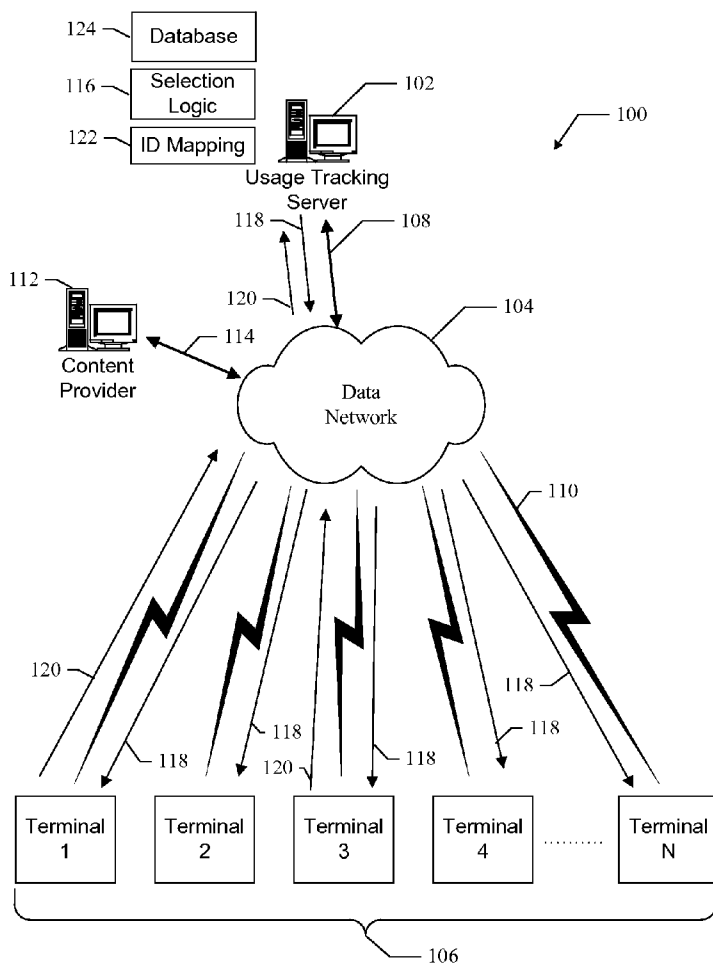 124
Database
116
Selection
Logic
102
100
122
ID Mapping
Usage Tracking
Server
118
108
112
120
104
114
Content
Provider
Data
Network
110
120
118
118
118
118
120
118
118
Terminal
1
Terminal
2
Terminal
3
Terminal
4
Terminal
N
106